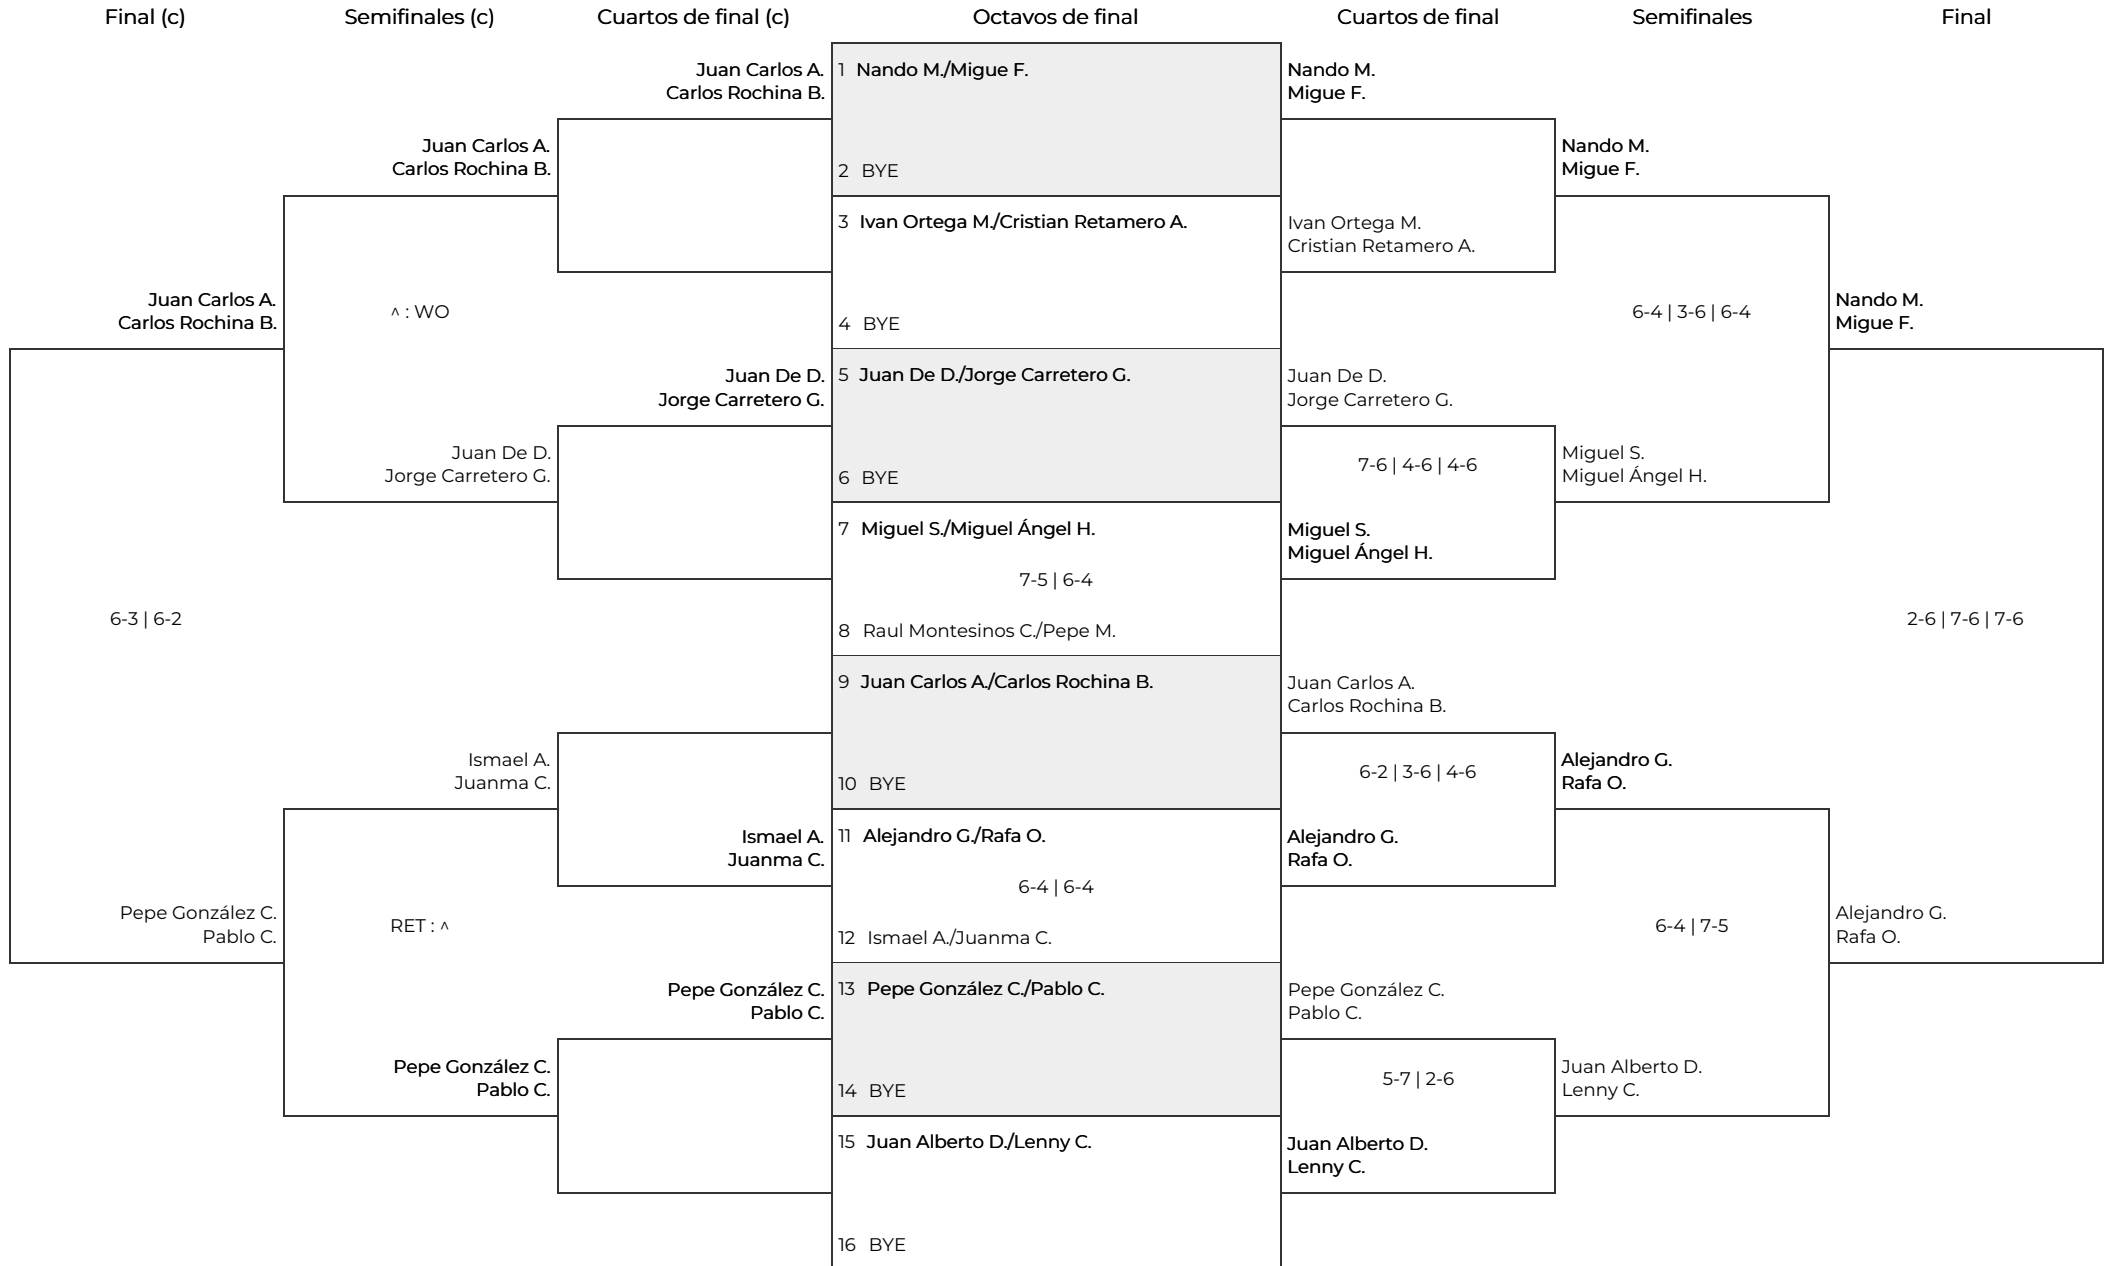 Final (c) Semifinales (c) Cuartos de final (c) Octavos de final Cuartos de final Semifinales Final
Juan Carlos A.
Carlos Rochina B.
1 Nando M./Migue F.
Nando M.
Migue F.
Juan Carlos A.
Carlos Rochina B.
2 BYE
Nando M.
Migue F.
3 Ivan Ortega M./Cristian Retamero A.
Ivan Ortega M.
Cristian Retamero A.
Juan Carlos A.
Carlos Rochina B.
^ : WO
4 BYE
6-4 | 3-6 | 6-4
Nando M.
Migue F.
Juan De D.
Jorge Carretero G.
5 Juan De D./Jorge Carretero G.
Juan De D.
Jorge Carretero G.
Juan De D.
Jorge Carretero G.
6 BYE
7-6 | 4-6 | 4-6
Miguel S.
Miguel Ángel H.
7 Miguel S./Miguel Ángel H.
Miguel S.
Miguel Ángel H.
7-5 | 6-4
6-3 | 6-2
8 Raul Montesinos C./Pepe M.
2-6 | 7-6 | 7-6
9 Juan Carlos A./Carlos Rochina B.
Juan Carlos A.
Carlos Rochina B.
Ismael A.
Juanma C.
10 BYE
6-2 | 3-6 | 4-6
Alejandro G.
Rafa O.
Ismael A.
Juanma C.
11 Alejandro G./Rafa O.
Alejandro G.
Rafa O.
6-4 | 6-4
Pepe González C.
Pablo C.
RET : ^
12 Ismael A./Juanma C.
6-4 | 7-5
Alejandro G.
Rafa O.
Pepe González C.
Pablo C.
13 Pepe González C./Pablo C.
Pepe González C.
Pablo C.
Pepe González C.
Pablo C.
14 BYE
5-7 | 2-6
Juan Alberto D.
Lenny C.
15 Juan Alberto D./Lenny C.
Juan Alberto D.
Lenny C.
16 BYE